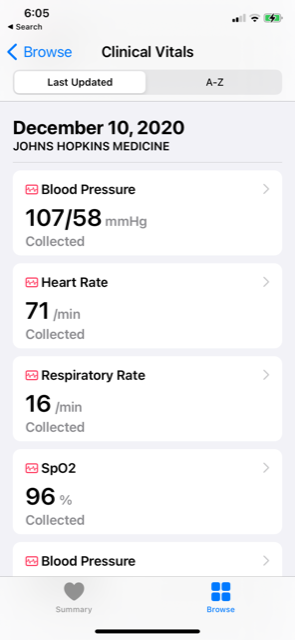 6:05
Search
Browse
Clinical Vitals
Last Updated
A-Z
December 10, 2020
JOHNS HOPKINS MEDICINE
Blood Pressure
107/58 mmHg
Collected
Heart Rate
71 /min
Collected
Respiratory Rate
16 /min
Collected
SpO2
96 %
Collected
Blood Pressure
Summary
Browse